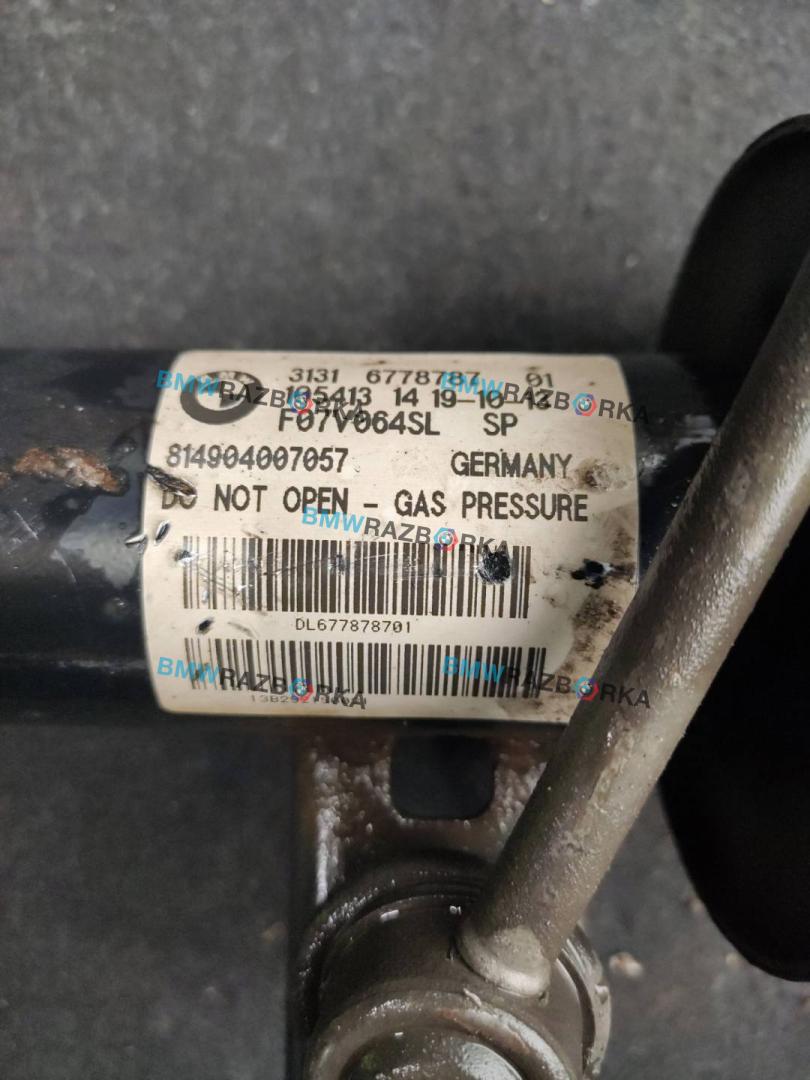 3131 6778787 01
105413 14 19-10-13
F07V064SL SP
814904007057 GERMANY
DO NOT OPEN - GAS PRESSURE
DL677878701
BMWRAZBORKA
BMWRAZBORKA
BMWRAZBORKA
BMWRAZBORKA
BMWRAZBORKA